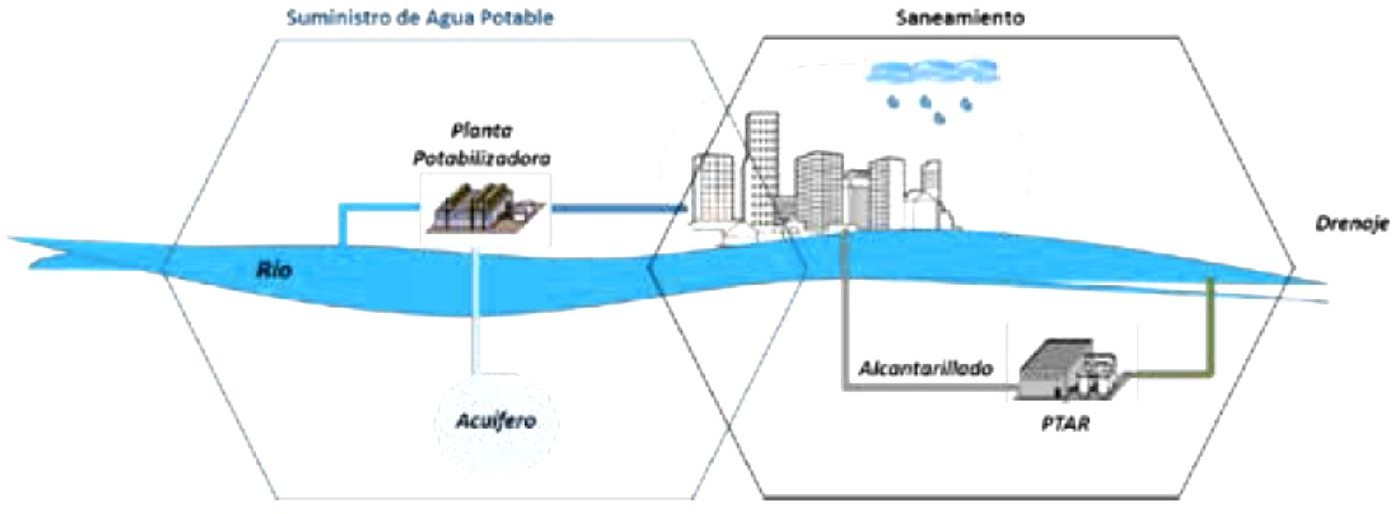 Suministro de Agua Potable
Saneamiento
Planta
Potabilizadora
Drenaje
Río
Alcantarillado
Acuífero
PTAR